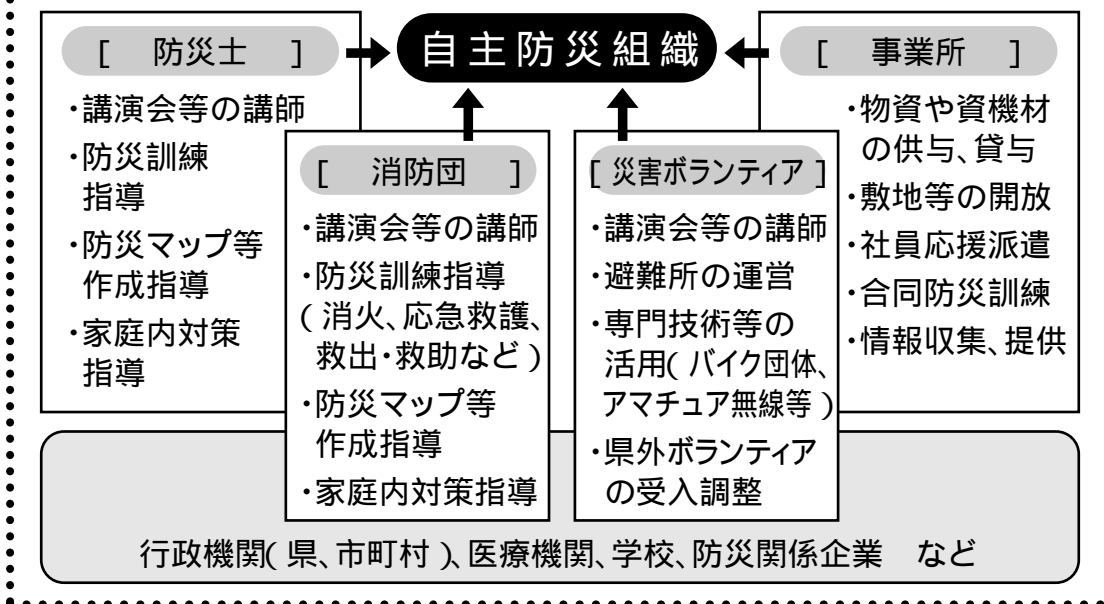 自主防災組織
[ 防災士 ]
・講演会等の講師
・防災訓練
指導
・防災マップ等
作成指導
・家庭内対策
指導
[ 消防団 ]
・講演会等の講師
・防災訓練指導
(消火、応急救護、
救出・救助など)
・防災マップ等
作成指導
・家庭内対策指導
[災害ボランティア]
・講演会等の講師
・避難所の運営
・専門技術等の
活用(バイク団体、
アマチュア無線等)
・県外ボランティア
の受入調整
[ 事業所 ]
・物資や資機材
の供与、貸与
・敷地等の開放
・社員応援派遣
・合同防災訓練
・情報収集、提供
行政機関(県、市町村)、医療機関、学校、防災関係企業 など